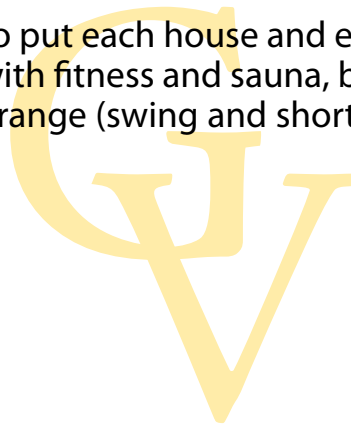 o put each house and e
with fitness and sauna, b
range (swing and short
GV